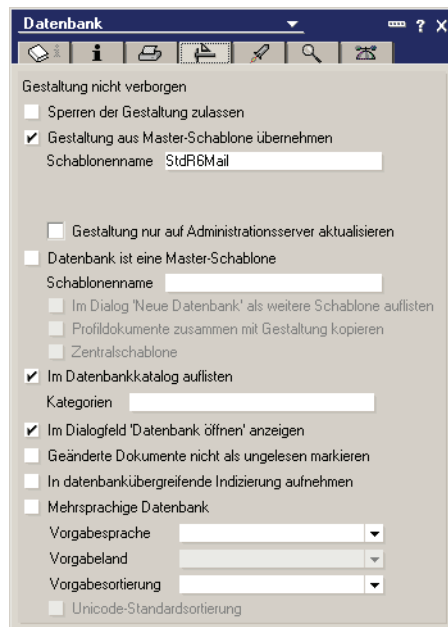 Datenbank
? X
i
Gestaltung nicht verborgen
Sperren der Gestaltung zulassen
Gestaltung aus Master-Schablone übernehmen
Schablonenname StdR6Mail
Gestaltung nur auf Administrationsserver aktualisieren
Datenbank ist eine Master-Schablone
Schablonenname
Im Dialog 'Neue Datenbank' als weitere Schablone auflisten
Profildokumente zusammen mit Gestaltung kopieren
Zentralschablone
Im Datenbankkatalog auflisten
Kategorien
Im Dialogfeld 'Datenbank öffnen' anzeigen
Geänderte Dokumente nicht als ungelesen markieren
In datenbankübergreifende Indizierung aufnehmen
Mehrsprachige Datenbank
Vorgabesprache
Vorgabeland
Vorgabesortierung
Unicode-Standardsortierung